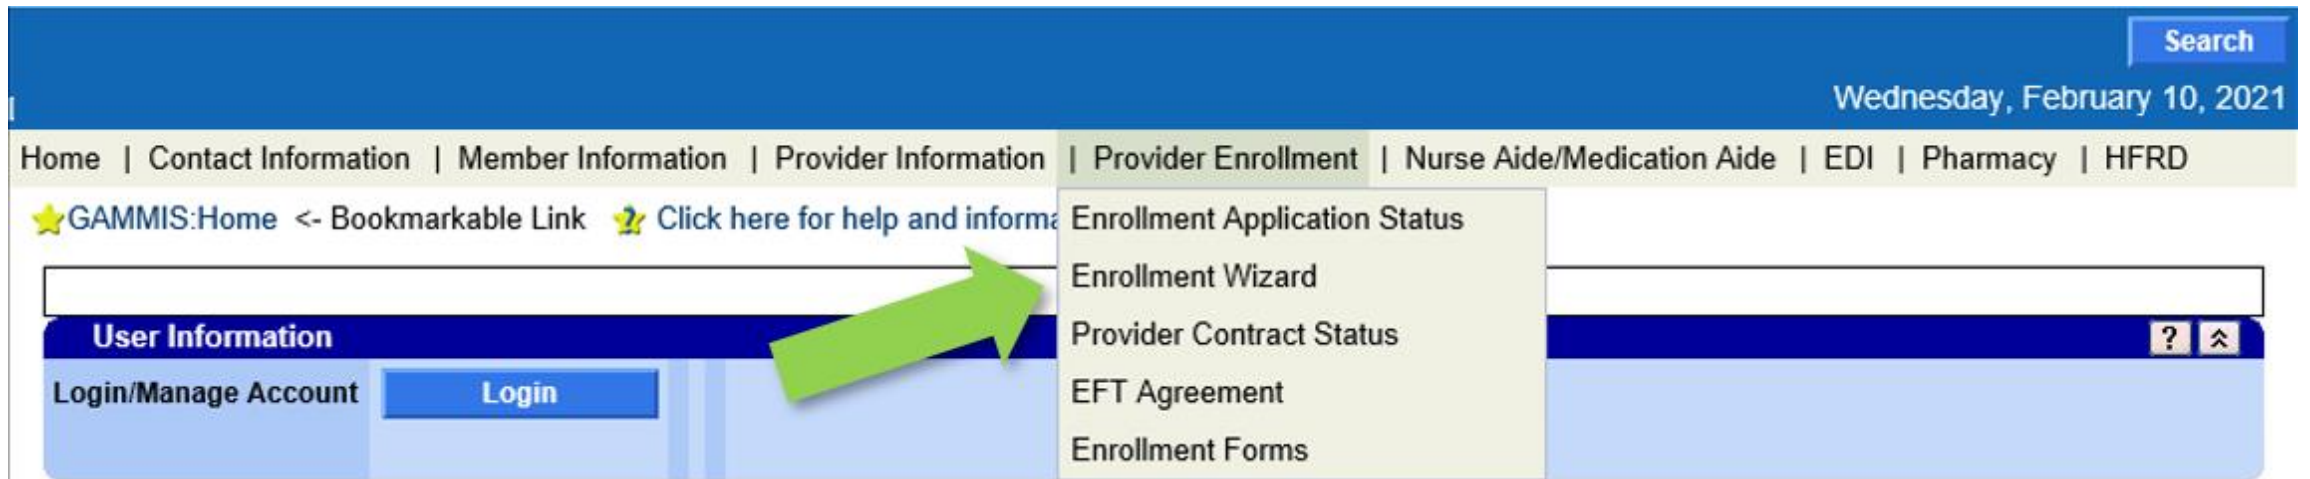 Search
Wednesday, February 10, 2021
Home | Contact Information | Member Information | Provider Information | Provider Enrollment | Nurse Aide/Medication Aide | EDI | Pharmacy | HFRD
GAMMIS:Home <- Bookmarkable Link ? Click here for help and
Enrollment Application Status
Enrollment Wizard
Provider Contract Status
EFT Agreement
Enrollment Forms
User Information ?
Login/Manage Account Login